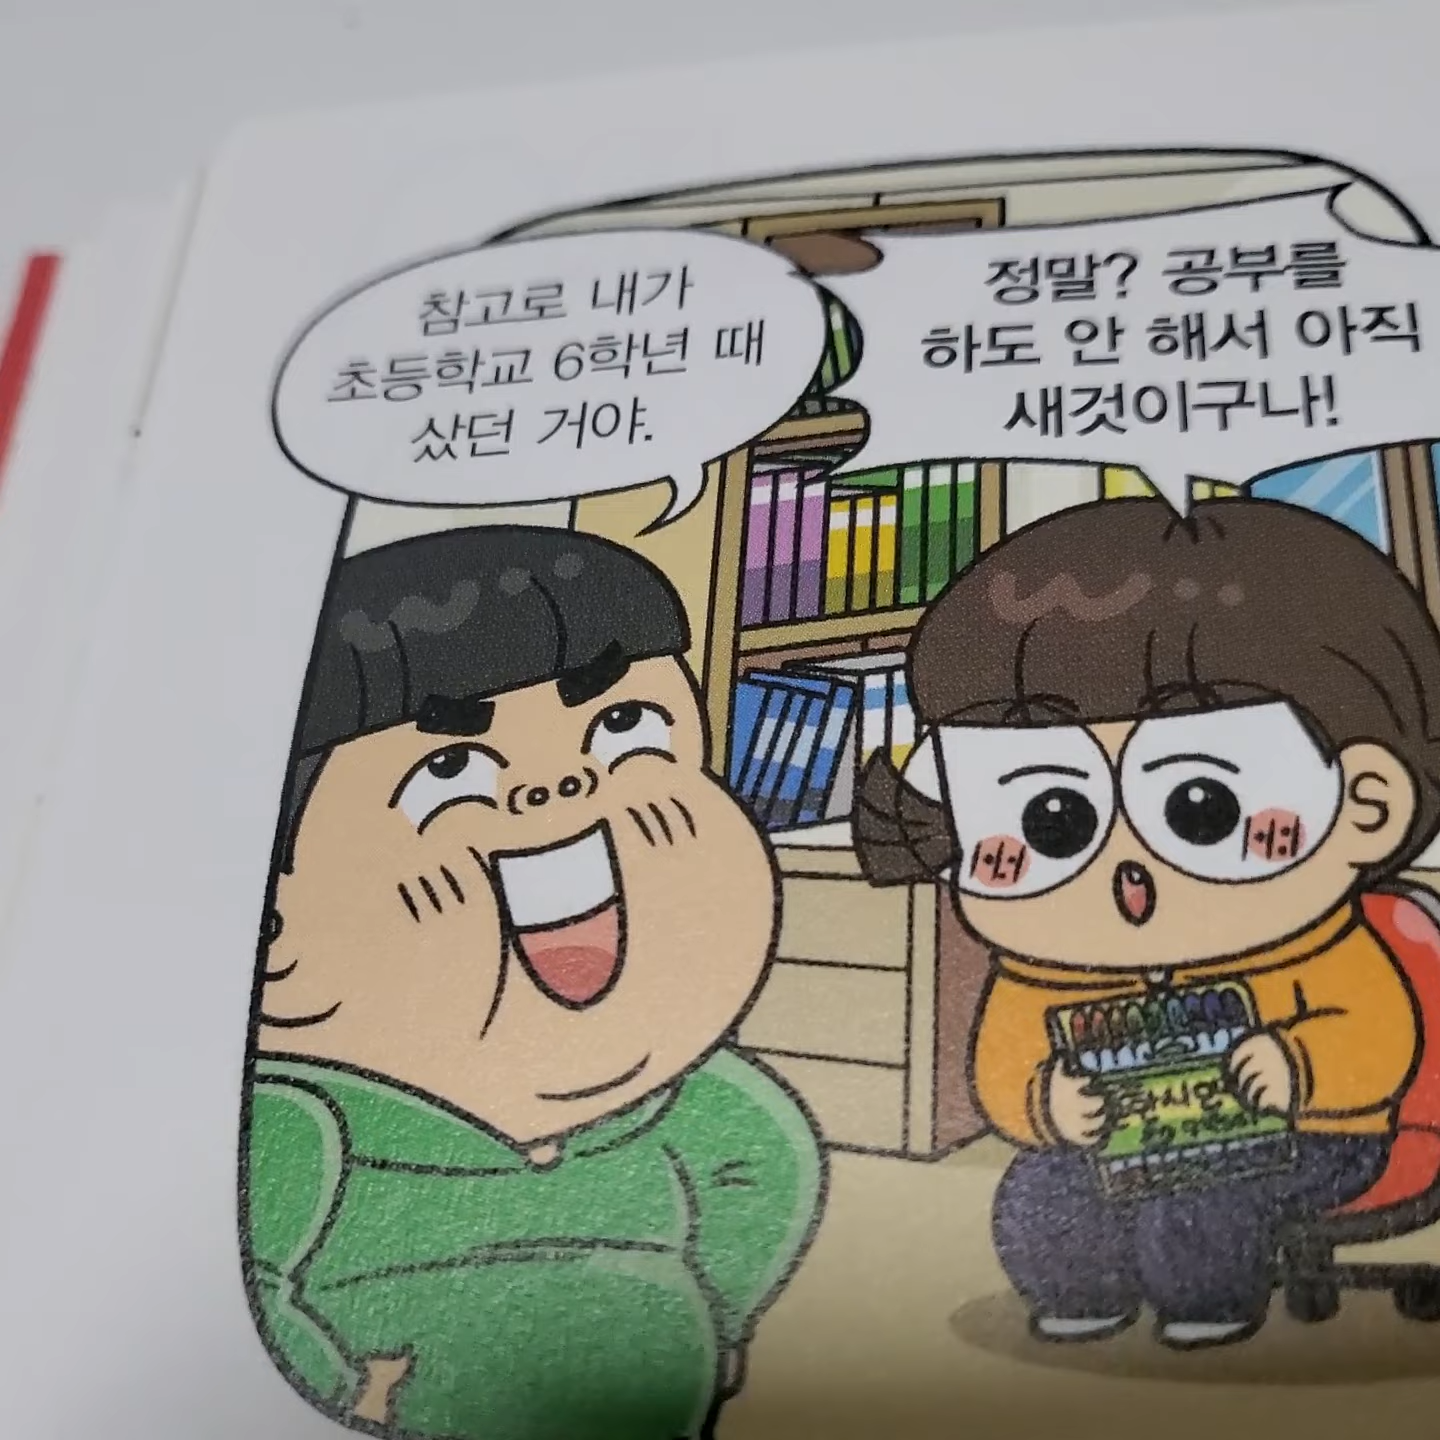 참고로 내가
초등학교 6학년 때
샀던 거야.
정말? 공부를
하도 안 해서 아직
새것이구나!